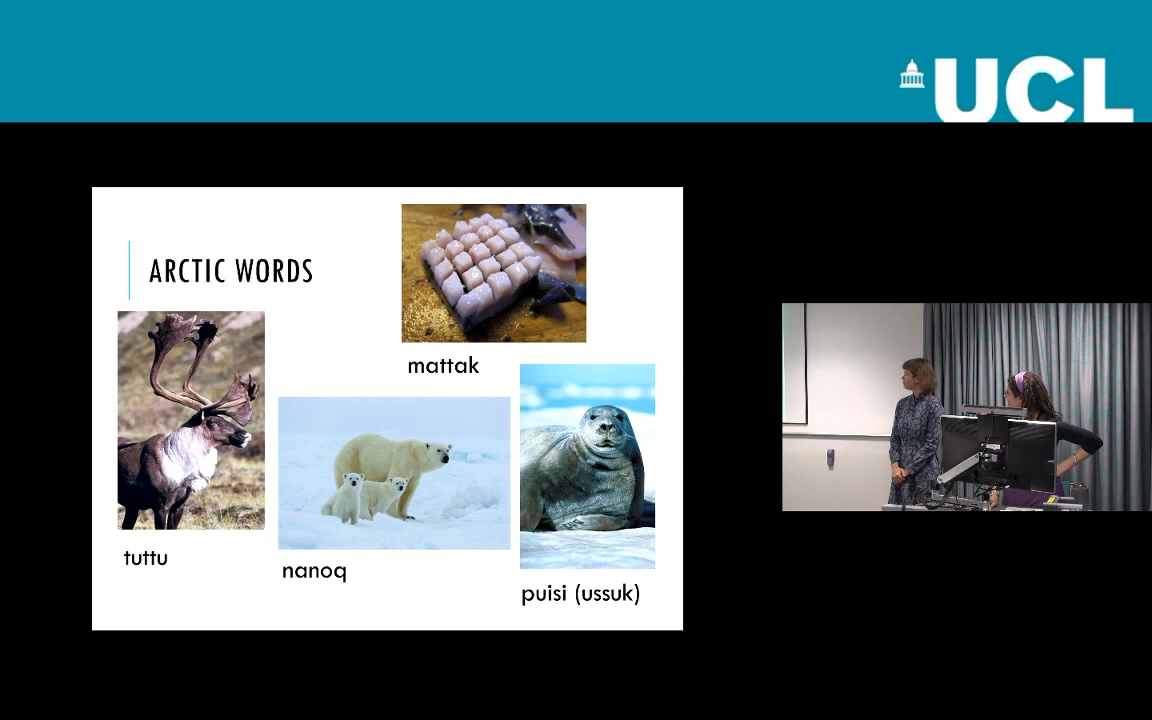 UCL
ARCTIC WORDS
mattak
tuttu
nanoq
puisi (ussuk)